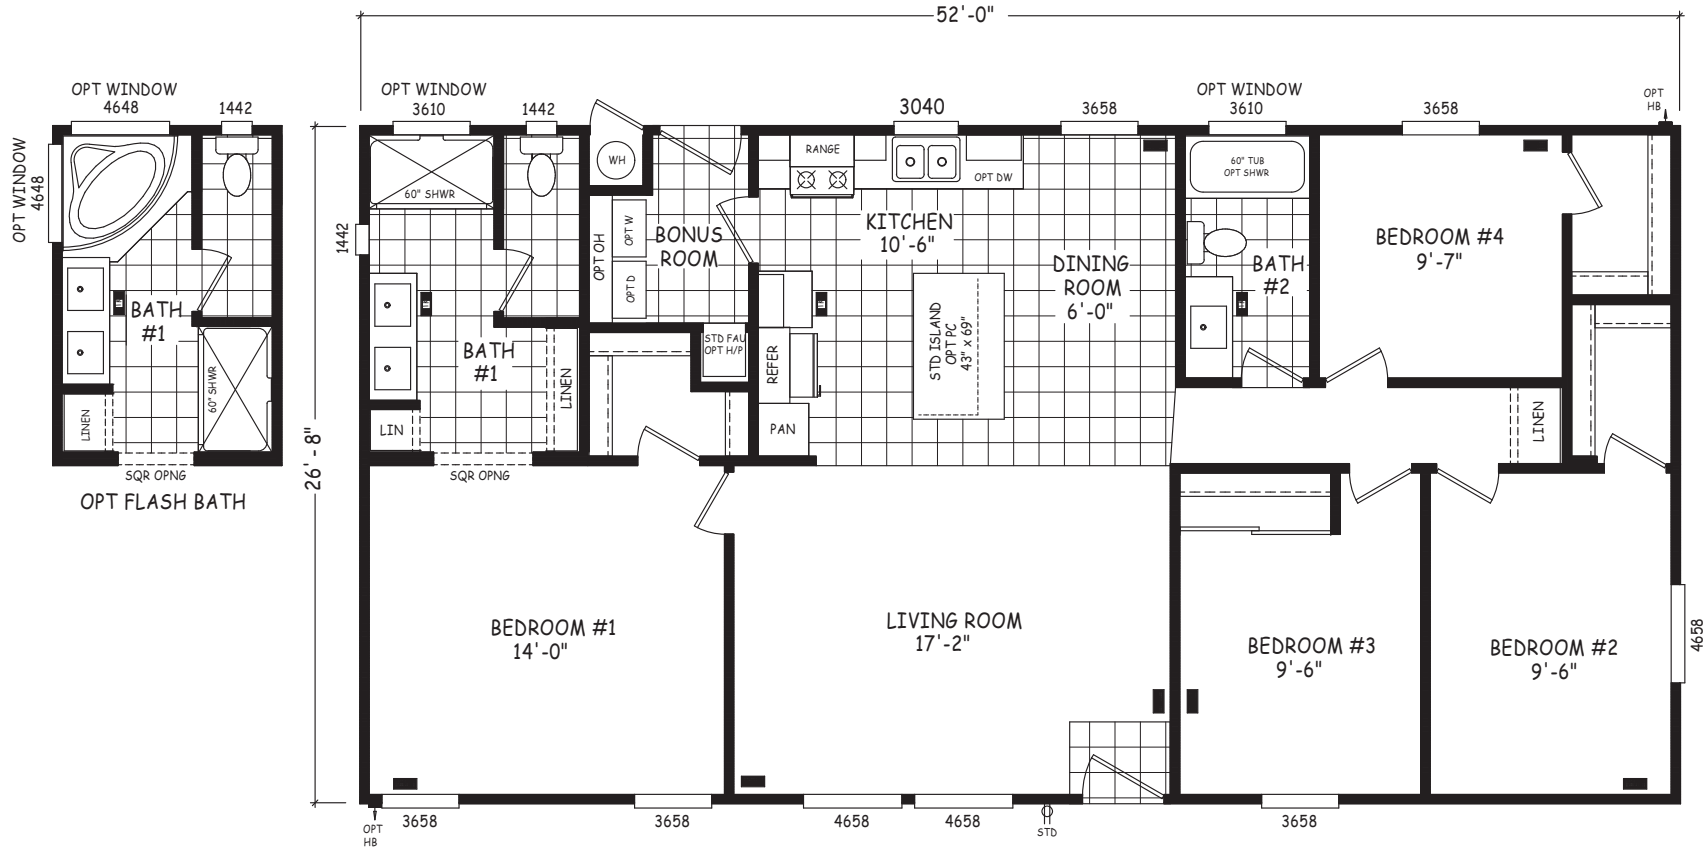 52'-0"
OPT WINDOW
4648
1442
OPT WINDOW
4648
BATH
#1
60" SHWR
LINEN
SQR OPNG
OPT FLASH BATH
26'-8"
OPT WINDOW
3610
1442
3040
3658
OPT WINDOW
3610
3658
OPT
HB
1442
60" SHWR
WH
OPT OH
OPT W
OPT D
BONUS
ROOM
RANGE
OPT DW
KITCHEN
10'-6"
DINING
ROOM
6'-0"
60" TUB
OPT SHWR
BATH
#2
BEDROOM #4
9'-7"
BATH
#1
LINEN
LIN
SQR OPNG
STD FAU
OPT H/P
REFER
PAN
STD ISLAND
OPT PC
43" x 69"
LINEN
BEDROOM #1
14'-0"
LIVING ROOM
17'-2"
BEDROOM #3
9'-6"
BEDROOM #2
9'-6"
4658
OPT
HB
3658
3658
4658
4658
STD
3658